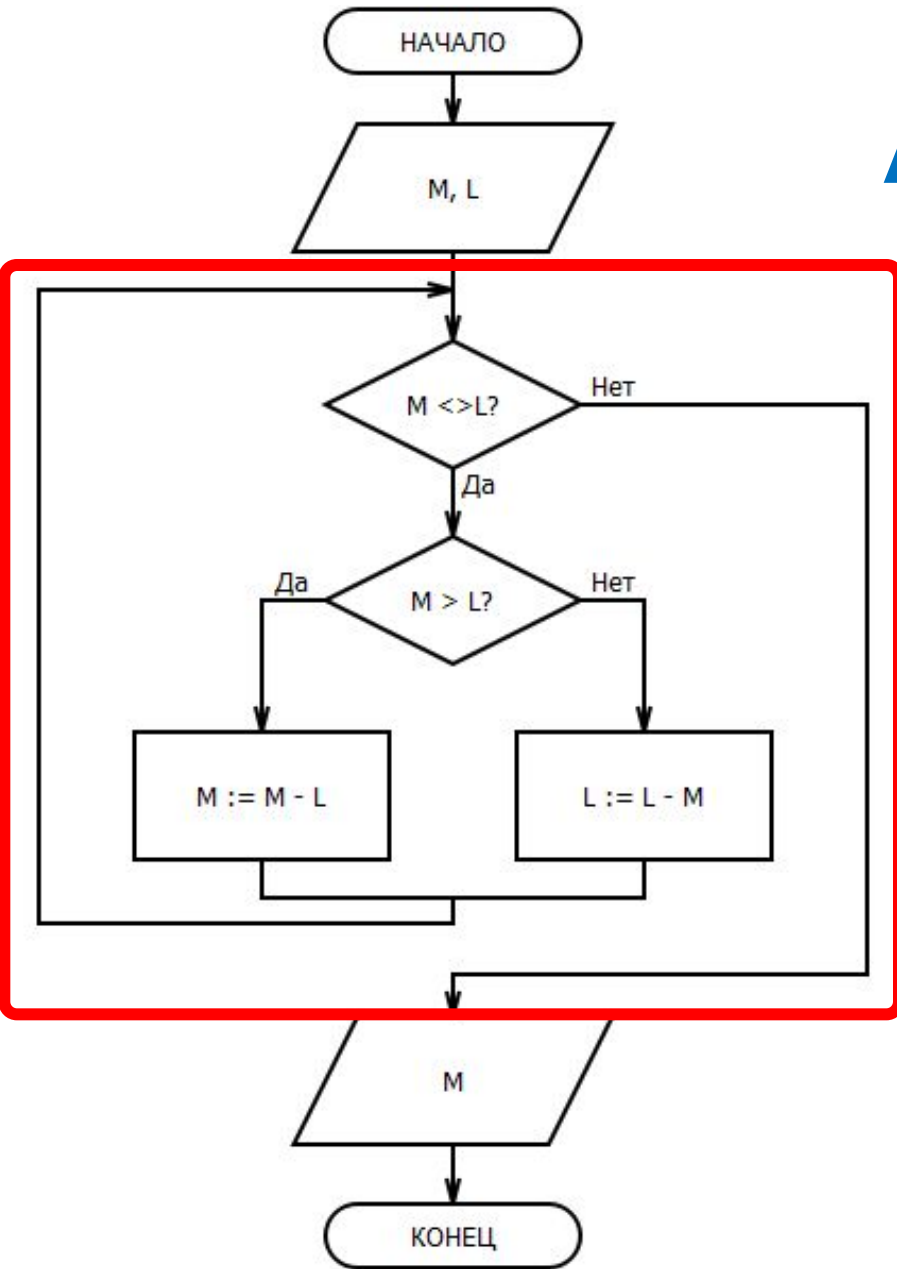 НАЧАЛО
M, L
M <>L?
Нет
Да
M > L?
Да
Нет
M := M - L
L := L - M
M
КОНЕЦ